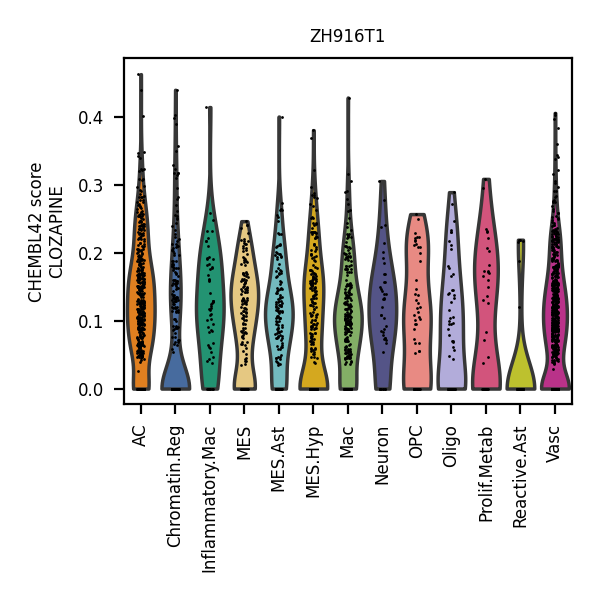 ZH916T1
CHEMBL42 score
CLOZAPINE
0.4
0.3
0.2
0.1
0.0
AC
Chromatin.Reg
Inflammatory.Mac
MES
MES.Ast
MES.Hyp
Mac
Neuron
OPC
Oligo
Prolif.Metab
Reactive.Ast
Vasc